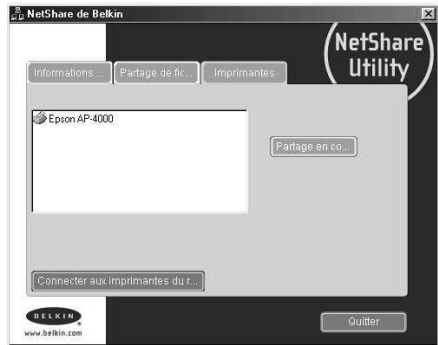 NetShare de Belkin
NetShare
Utility
Informations ... Partage de fic... Imprimantes
Epson AP-4000
Partage en co...
Connecter aux imprimantes du r...
BELKIN
www.belkin.com
Quitter